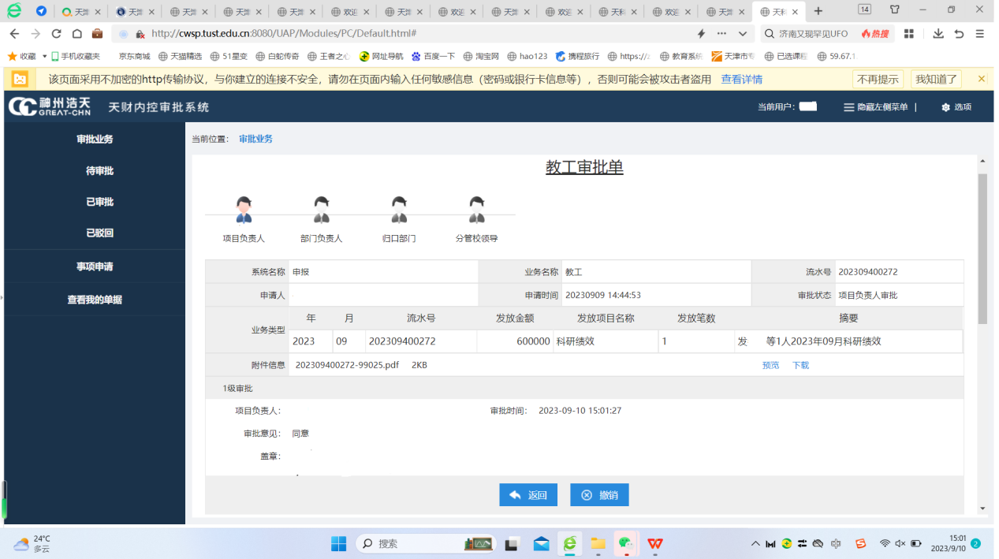 天 天 天 天 天 欢迎 天 欢迎 天 欢迎 天科 欢迎 天 天科 14
http://cwsp.tust.edu.cn:8080/UAP/Modules/PC/Default.html# 济南又现罕见UFO 热搜
收藏 手机收藏夹 京东商城 天猫精选 51星变 白蛇传奇 王者之心 网址导航 百度一下 淘宝网 hao123 携程旅行 https:// 教育系统 天津市专 已选课程 59.67.1
该页面采用不加密的http传输协议，与你建立的连接不安全，请勿在页面内输入任何敏感信息（密码或银行卡信息等），否则可能会被攻击者盗用 查看详情 不再提示 我知道了
神州浩天 GREAT-CHN 天财内控审批系统 当前用户： 隐藏左侧菜单 | 选项
审批业务
待审批
已审批
已驳回
事项申请
查看我的单据
当前位置： 审批业务
教工审批单
项目负责人 部门负责人 归口部门 分管校领导
系统名称 申报 业务名称 教工 流水号 202309400272
申请人 申请时间 20230909 14:44:53 审批状态 项目负责人审批
业务类型 年 月 流水号 发放金额 发放项目名称 发放笔数 摘要
2023 09 202309400272 600000 科研绩效 1 发 等1人2023年09月科研绩效
附件信息 202309400272-99025.pdf 2KB 预览 下载
1级审批
项目负责人： 审批时间： 2023-09-10 15:01:27
审批意见： 同意
盖章：
返回 撤销
24°C
多云
搜索
中
15:01
2023/9/10
2